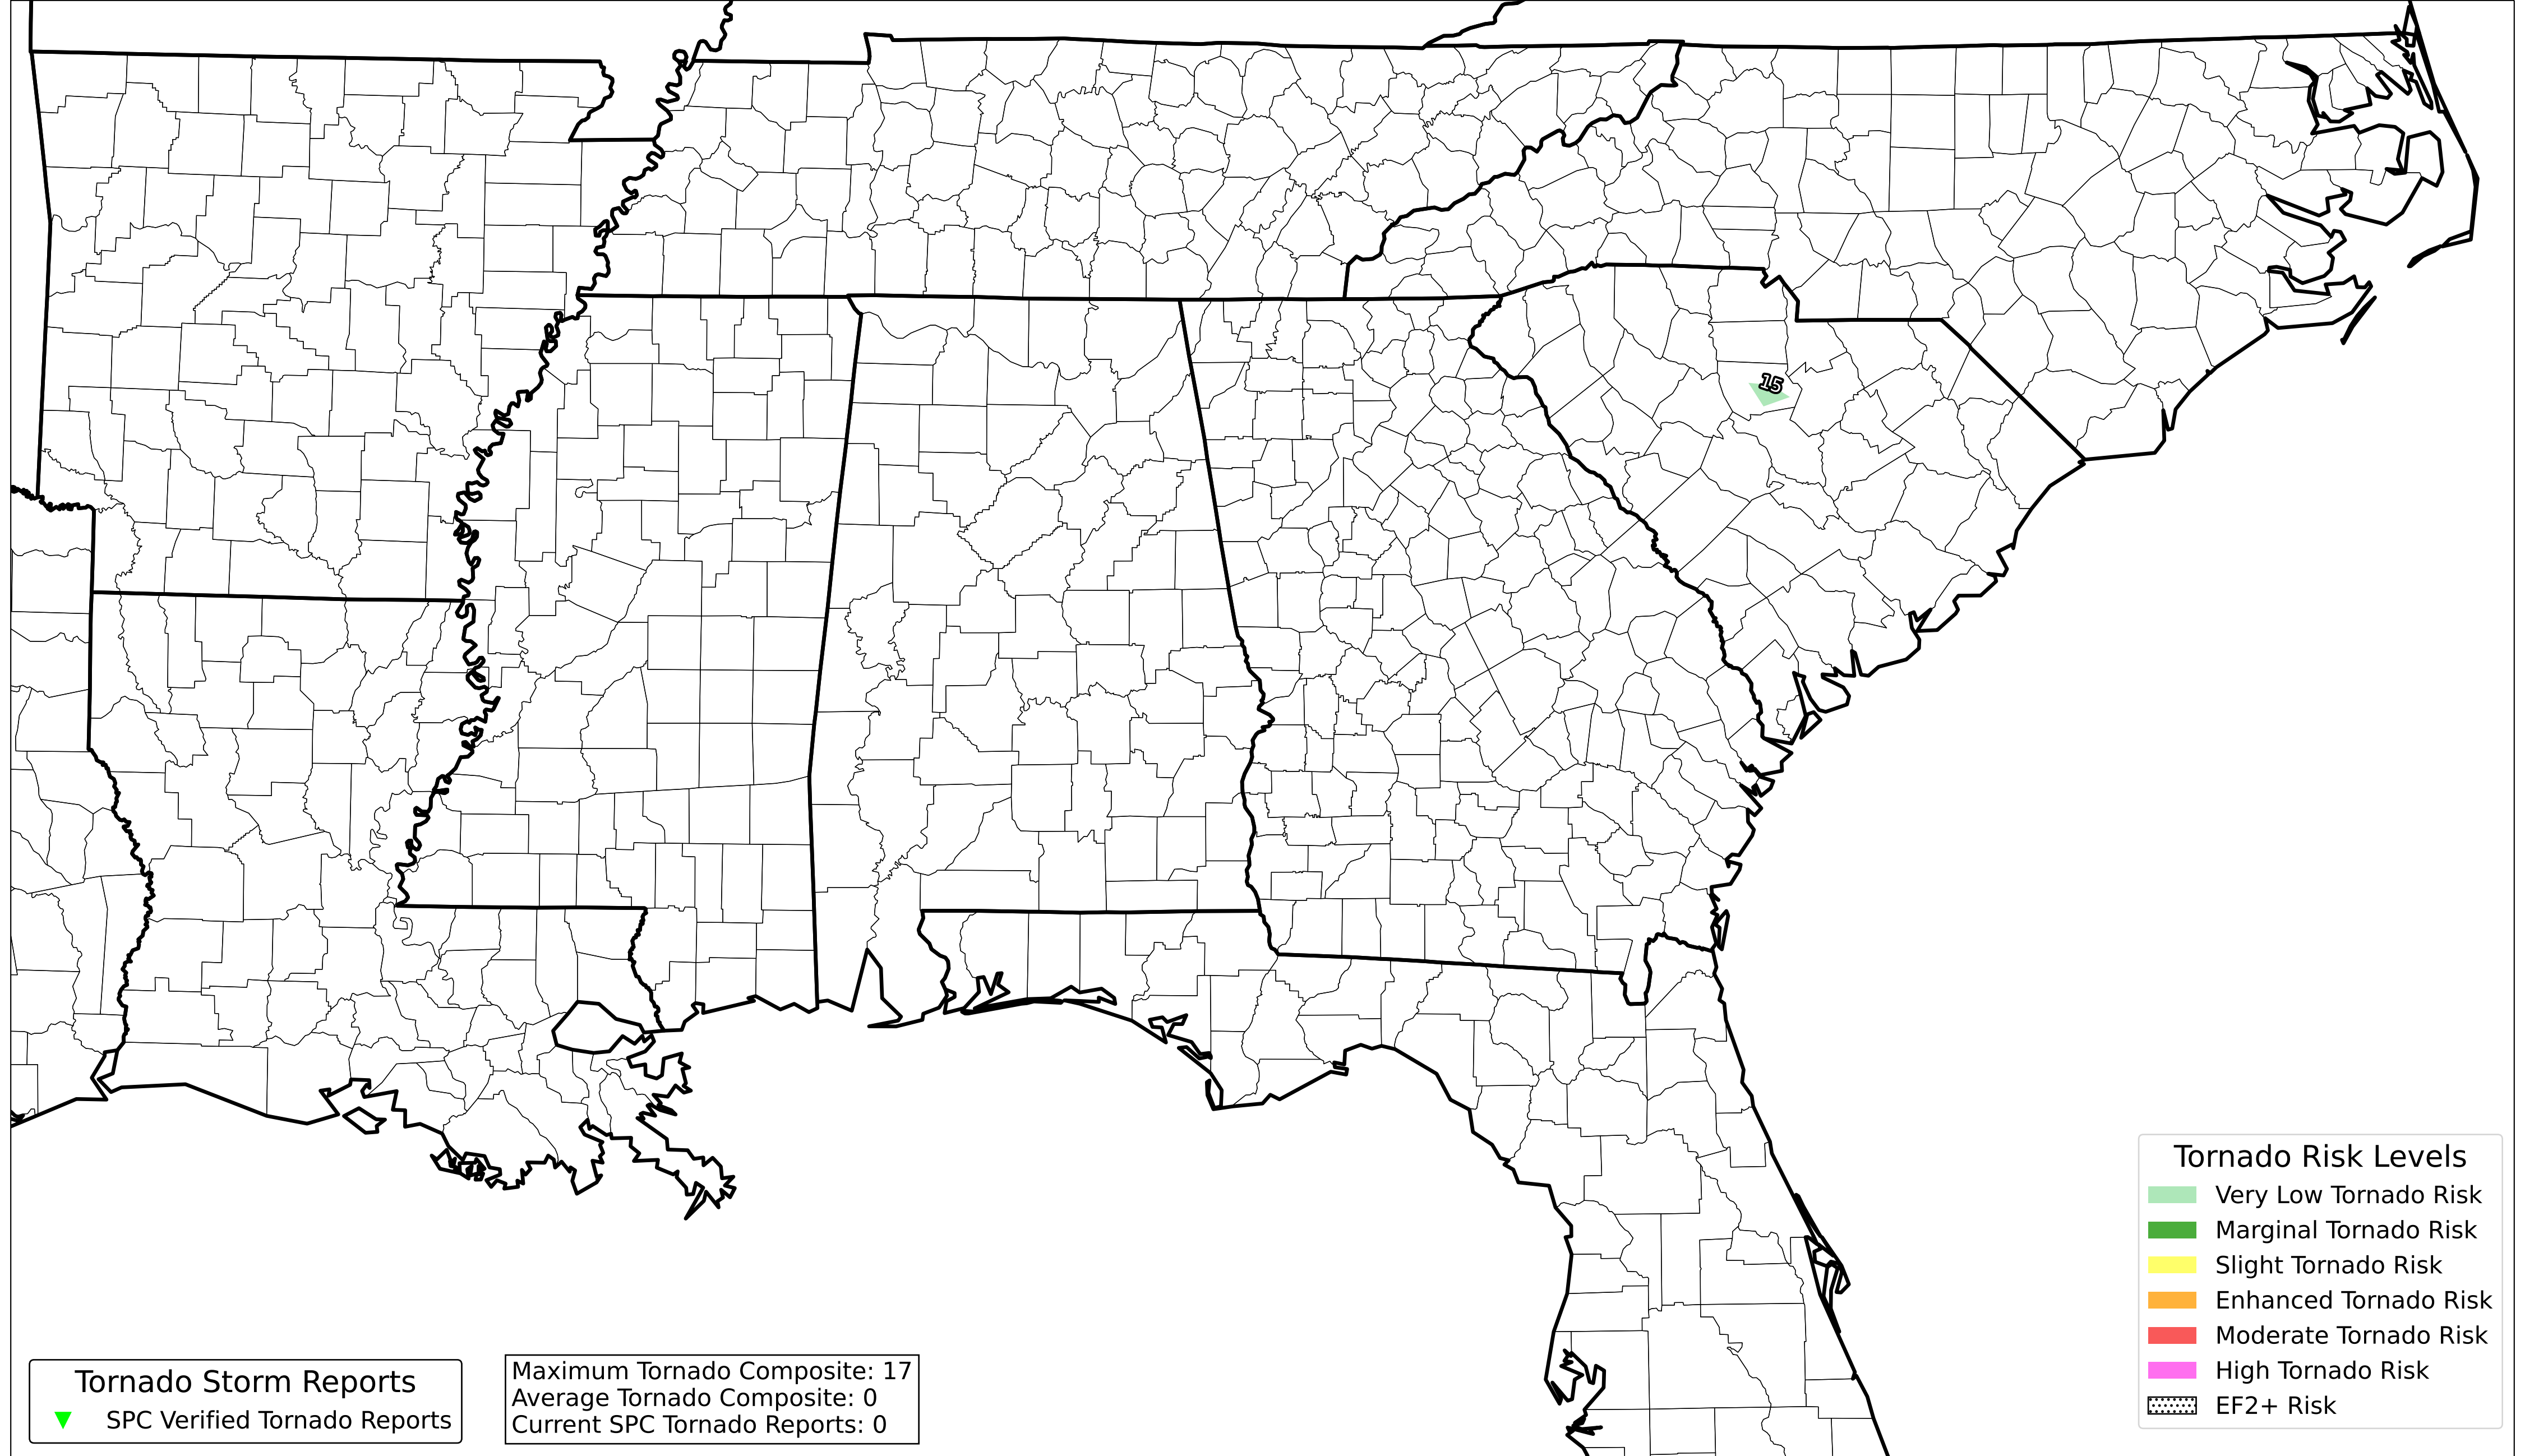 15
Tornado Risk Levels
Very Low Tornado Risk
Marginal Tornado Risk
Slight Tornado Risk
Enhanced Tornado Risk
Moderate Tornado Risk
High Tornado Risk
EF2+ Risk
Tornado Storm Reports
SPC Verified Tornado Reports
Maximum Tornado Composite: 17
Average Tornado Composite: 0
Current SPC Tornado Reports: 0